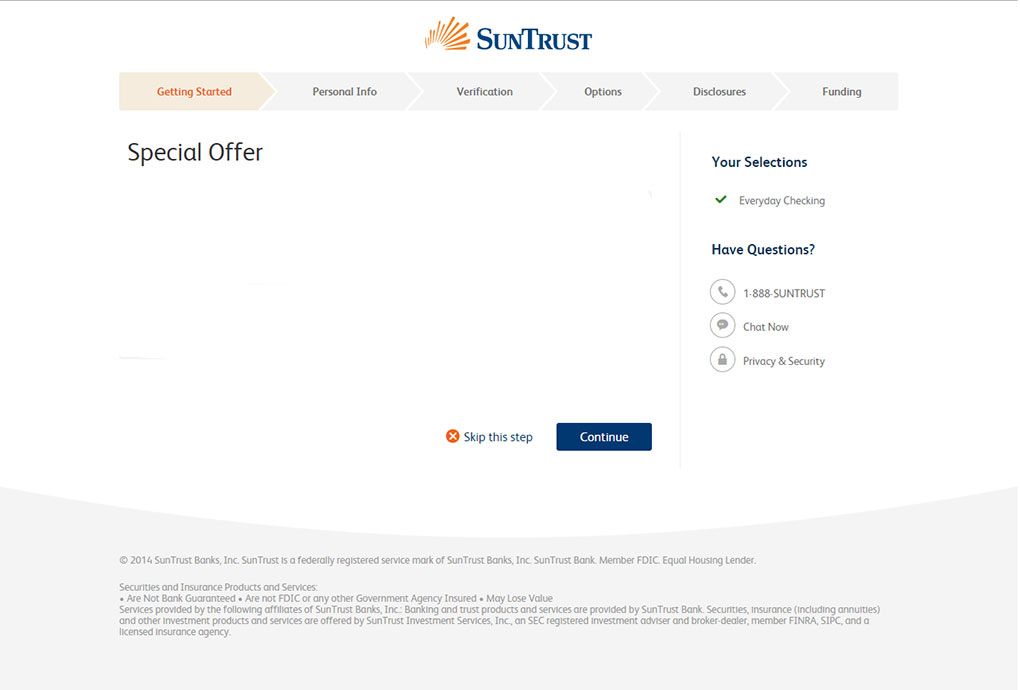 SUNTRUST
Getting Started
Personal Info
Verification
Options
Disclosures
Funding
Special Offer
Your Selections
Everyday Checking
Have Questions?
1-888-SUNTRUST
Chat Now
Privacy & Security
Skip this step
Continue
© 2014 SunTrust Banks, Inc. SunTrust is a federally registered service mark of SunTrust Banks, Inc. SunTrust Bank. Member FDIC. Equal Housing Lender.
Securities and Insurance Products and Services:
• Are Not Bank Guaranteed • Are not FDIC or any other Government Agency Insured • May Lose Value
Services provided by the following affiliates of SunTrust Banks, Inc.: Banking and trust products and services are provided by SunTrust Bank. Securities, insurance (including annuities)
and other investment products and services are offered by SunTrust Investment Services, Inc., an SEC registered investment adviser and broker-dealer, member FINRA, SIPC, and a
licensed insurance agency.